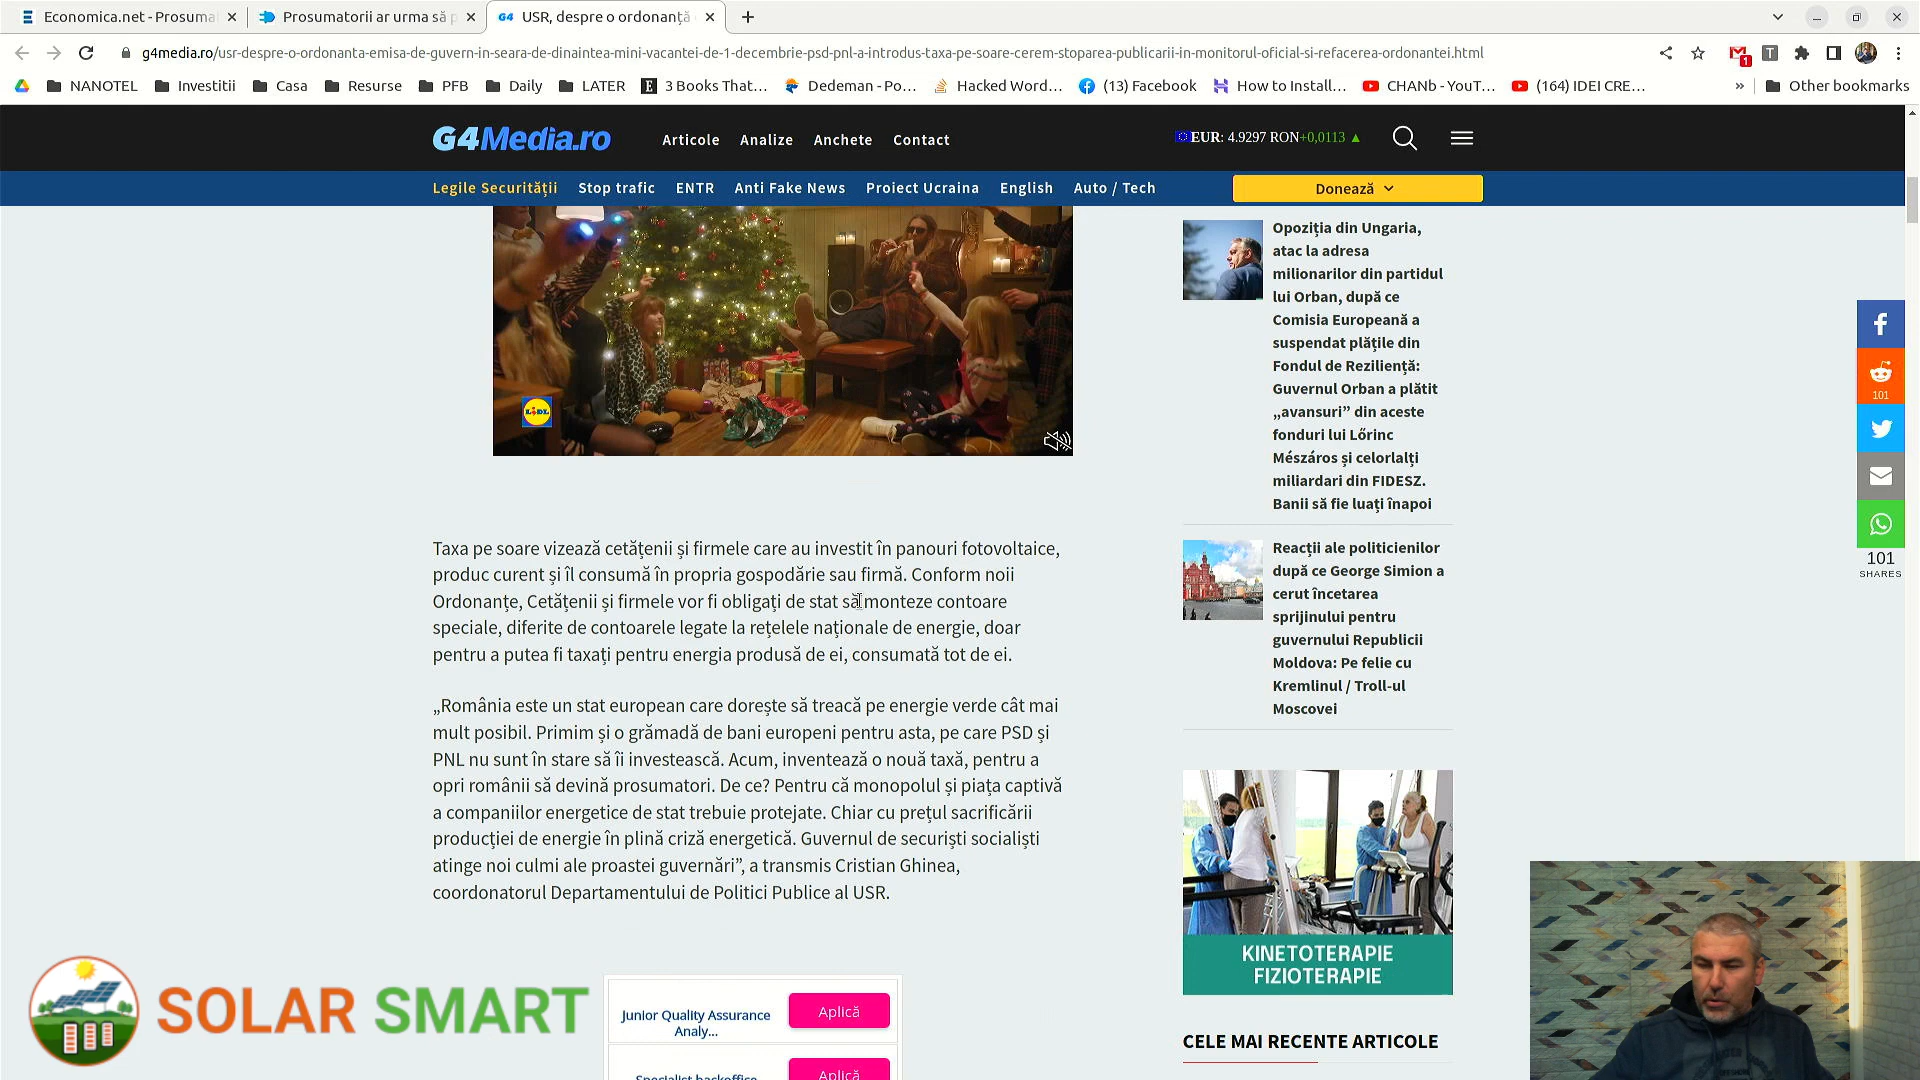 Economica.net - Prosuma
Prosumatorii ar urma să p
USR, despre o ordonanță
g4media.ro/usr-despre-o-ordonanta-emisa-de-guvern-in-seara-de-dinaintea-mini-vacantei-de-1-decembrie-psd-pnl-a-introdus-taxa-pe-soare-cerem-stoparea-publicarii-in-monitorul-oficial-si-refacerea-ordonantei.html
1
NANOTEL
Investitii
Casa
Resurse
PFB
Daily
LATER
3 Books That...
Dedeman - Po...
Hacked Word...
(13) Facebook
How to Install...
CHANb - YouT...
(164) IDEI CRE...
»
Other bookmarks
G4Media.ro
Articole
Analize
Anchete
Contact
EUR: 4.9297 RON+0,0113 ▲
Legile Securității
Stop trafic
ENTR
Anti Fake News
Proiect Ucraina
English
Auto / Tech
Donează
LIDL
Taxa pe soare vizează cetățenii și firmele care au investit în panouri fotovoltaice,
produc curent și îl consumă în propria gospodărie sau firmă. Conform noii
Ordonanțe, Cetățenii și firmele vor fi obligați de stat să monteze contoare
speciale, diferite de contoarele legate la rețelele naționale de energie, doar
pentru a putea fi taxați pentru energia produsă de ei, consumată tot de ei.
„România este un stat european care dorește să treacă pe energie verde cât mai
mult posibil. Primim și o grămadă de bani europeni pentru asta, pe care PSD și
PNL nu sunt în stare să îi investească. Acum, inventează o nouă taxă, pentru a
opri românii să devină prosumatori. De ce? Pentru că monopolul și piața captivă
a companiilor energetice de stat trebuie protejate. Chiar cu prețul sacrificării
producției de energie în plină criză energetică. Guvernul de securiști socialiști
atinge noi culmi ale proastei guvernări”, a transmis Cristian Ghinea,
coordonatorul Departamentului de Politici Publice al USR.
Junior Quality Assurance
Analy...
Aplică
Specialist backoffice
Aplică
Opoziția din Ungaria,
atac la adresa
milionarilor din partidul
lui Orban, după ce
Comisia Europeană a
suspendat plățile din
Fondul de Reziliență:
Guvernul Orban a plătit
„avansuri” din aceste
fonduri lui Lőrinc
Mészáros și celorlalți
miliardari din FIDESZ.
Banii să fie luați înapoi
Reacții ale politicienilor
după ce George Simion a
cerut încetarea
sprijinului pentru
guvernului Republicii
Moldova: Pe felie cu
Kremlinul / Troll-ul
Moscovei
KINETOTERAPIE
FIZIOTERAPIE
CELE MAI RECENTE ARTICOLE
101
101
SHARES
SOLAR SMART